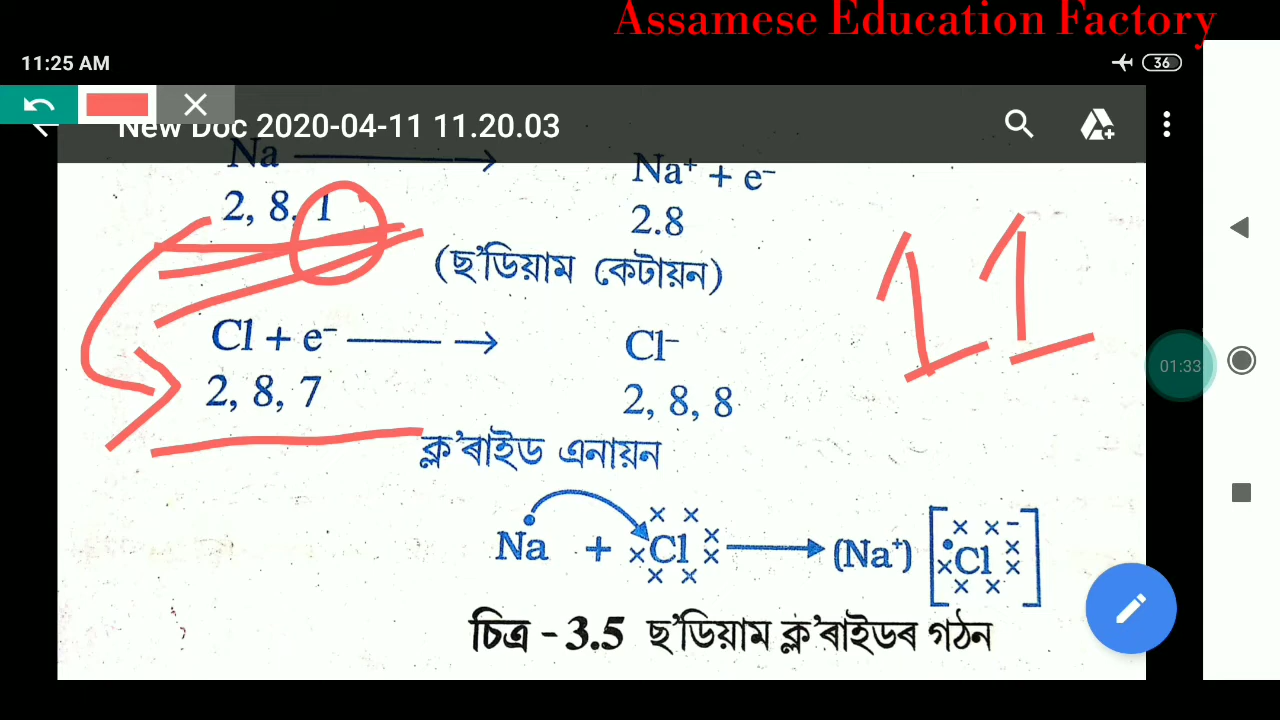 Assamese Education Factory
11:25 AM
36
New Doc 2020-04-11 11.20.03
Na ⟶ Na⁺ + e⁻
2, 8, 1 2.8
(ছ'ডিয়াম কেটায়ন)
11
Cl + e⁻ ⟶ Cl⁻
01:33
2, 8, 7 2, 8, 8
ক্ল'ৰাইড এনায়ন
Na + Cl ⟶ (Na⁺) [Cl]⁻
চিত্ৰ - 3.5 ছ'ডিয়াম ক্ল'ৰাইডৰ গঠন